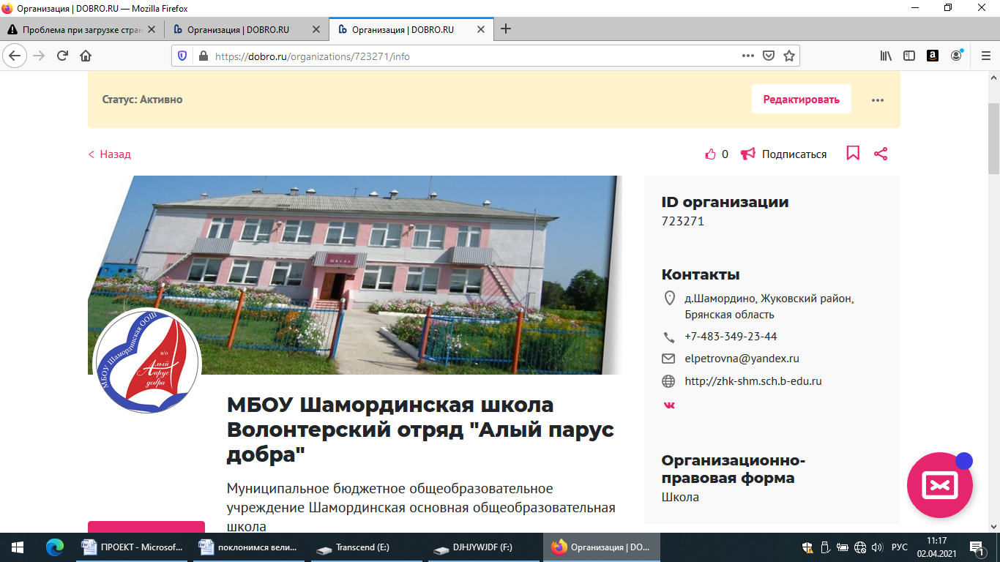 Организация | DOBRO.RU — Mozilla Firefox
Проблема при загрузке стран
Организация | DOBRO.RU
Организация | DOBRO.RU
https://dobro.ru/organizations/723271/info
Статус: Активно
Редактировать
Назад
0
Подписаться
ШКОЛА
МБОУ Шамординская ООШ
в/о
Алый
парус
добра
МБОУ Шамординская школа
Волонтерский отряд "Алый парус
добра"
Муниципальное бюджетное общеобразовательное
учреждение Шамординская основная общеобразовательная
школа
ID организации
723271
Контакты
д.Шамордино, Жуковский район,
Брянская область
+7-483-349-23-44
elpetrovna@yandex.ru
http://zhk-shm.sch.b-edu.ru
Организационно-
правовая форма
Школа
ПРОЕКТ - Microsof...
поклонимся вели...
Transcend (E:)
DJHJYWJDF (F:)
Организация | DO...
РУС
11:17
02.04.2021
1